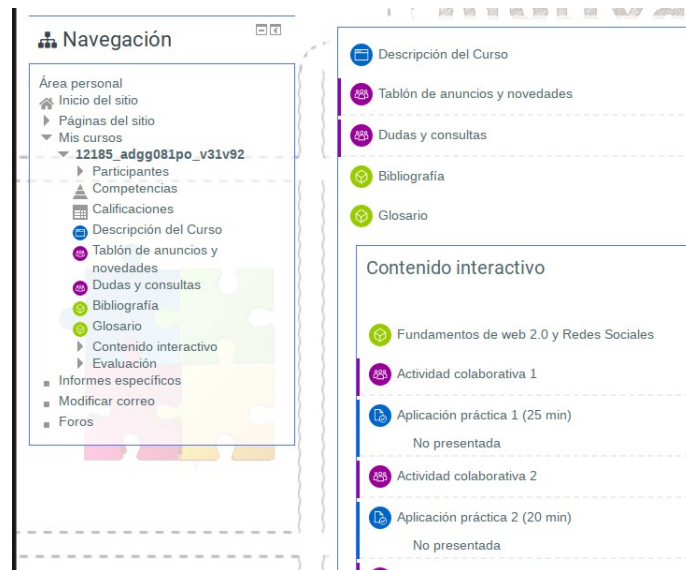 Navegación
Área personal
Inicio del sitio
Páginas del sitio
Mis cursos
12185_adgg081po_v31v92
Participantes
Competencias
Calificaciones
Descripción del Curso
Tablón de anuncios y
novedades
Dudas y consultas
Bibliografía
Glosario
Contenido interactivo
Evaluación
Informes específicos
Modificar correo
Foros
Descripción del Curso
Tablón de anuncios y novedades
Dudas y consultas
Bibliografía
Glosario
Contenido interactivo
Fundamentos de web 2.0 y Redes Sociales
Actividad colaborativa 1
Aplicación práctica 1 (25 min)
No presentada
Actividad colaborativa 2
Aplicación práctica 2 (20 min)
No presentada